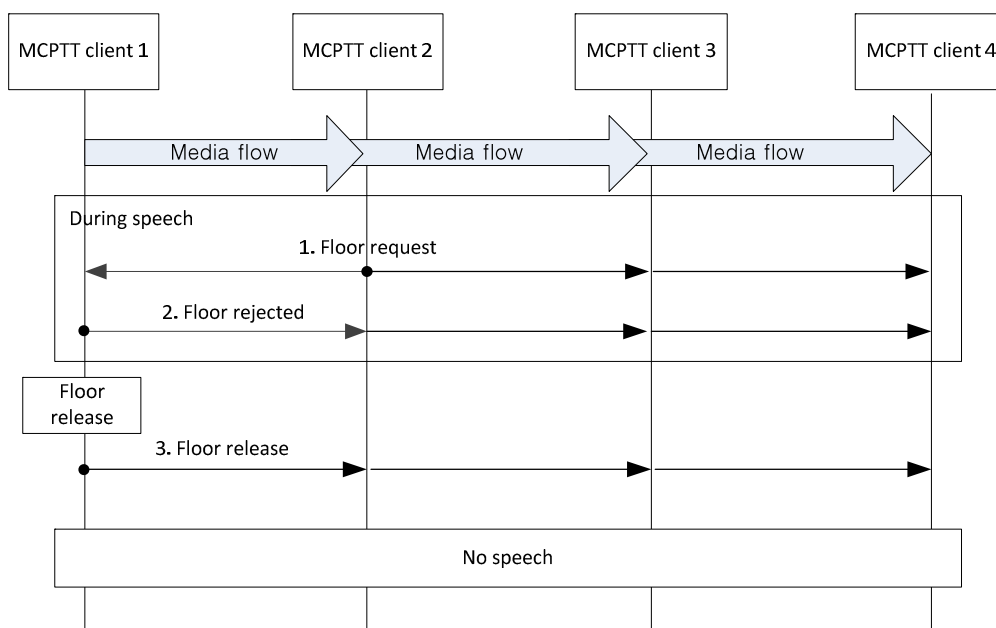 MCPTT client 1
MCPTT client 2
MCPTT client 3
MCPTT client 4
Media flow
Media flow
Media flow
During speech
1. Floor request
2. Floor rejected
Floor
release
3. Floor release
No speech